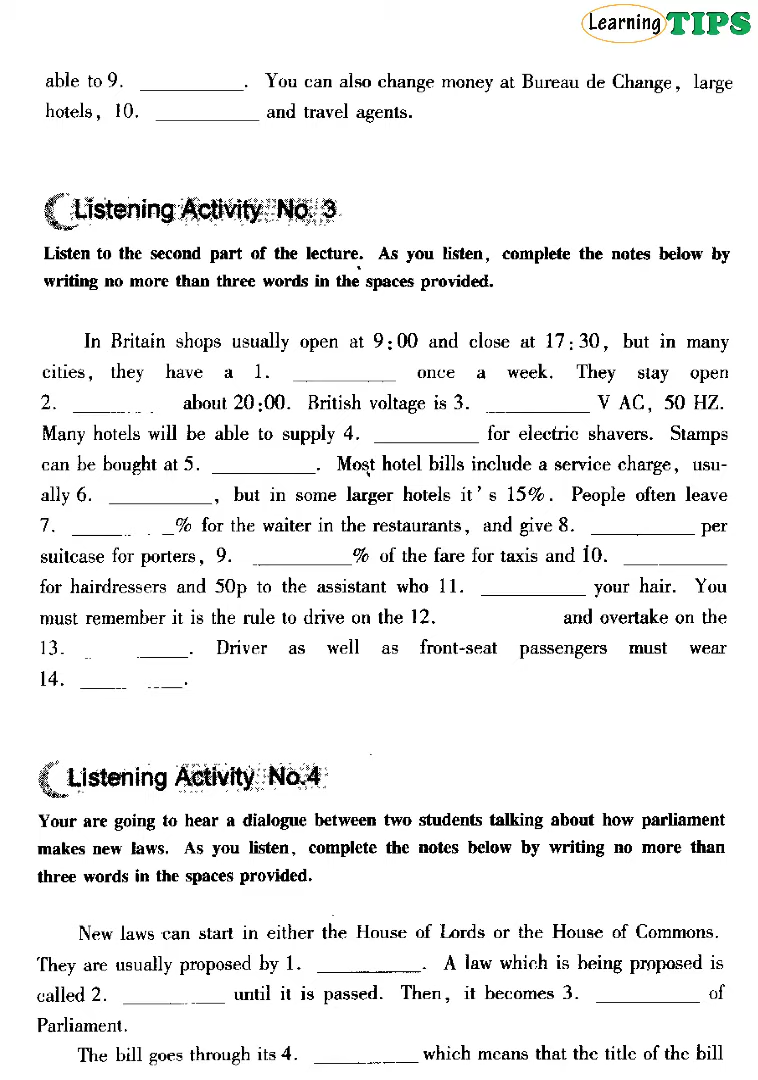 Learning TIPS
able to 9. __________. You can also change money at Bureau de Change, large
hotels, 10. __________ and travel agents.
Listening Activity No. 3
Listen to the second part of the lecture. As you listen, complete the notes below by
writing no more than three words in the spaces provided.
In Britain shops usually open at 9:00 and close at 17:30, but in many
cities, they have a 1. __________ once a week. They stay open
2. __________ about 20:00. British voltage is 3. __________ V AC, 50 HZ.
Many hotels will be able to supply 4. __________ for electric shavers. Stamps
can be bought at 5. __________. Most hotel bills include a service charge, usu-
ally 6. __________, but in some larger hotels it's 15%. People often leave
7. __________% for the waiter in the restaurants, and give 8. __________ per
suitcase for porters, 9. __________% of the fare for taxis and 10. __________
for hairdressers and 50p to the assistant who 11. __________ your hair. You
must remember it is the rule to drive on the 12. __________ and overtake on the
13. __________. Driver as well as front-seat passengers must wear
14. __________.
Listening Activity No.4
Your are going to hear a dialogue between two students talking about how parliament
makes new laws. As you listen, complete the notes below by writing no more than
three words in the spaces provided.
New laws can start in either the House of Lords or the House of Commons.
They are usually proposed by 1. __________. A law which is being proposed is
called 2. __________ until it is passed. Then, it becomes 3. __________ of
Parliament.
The bill goes through its 4. __________ which means that the title of the bill